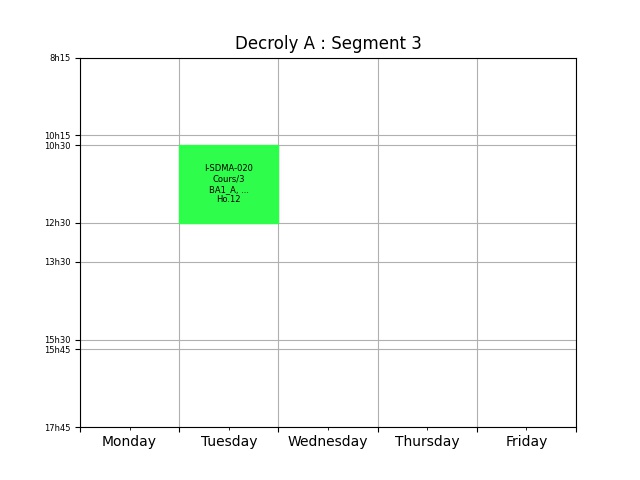 Decroly A : Segment 3
8h15
10h15
10h30
I-SDMA-020
Cours/3
BA1_A, ...
Ho.12
12h30
13h30
15h30
15h45
17h45
Monday Tuesday Wednesday Thursday Friday